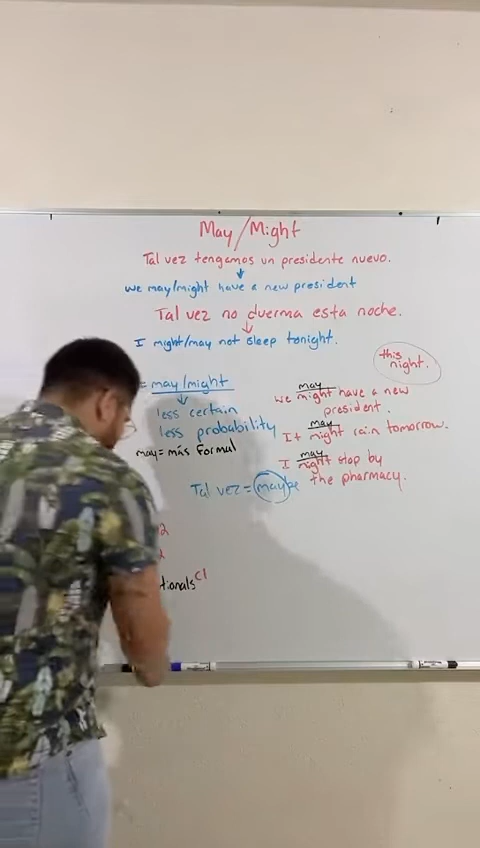 May/Might
Tal vez tengamos un presidente nuevo.
we may/might have a new president
Tal vez no duerma esta noche.
I might/may not sleep tonight.
this
night.
= may/might
less certain
less probability
may = más Formal
may
we might have a new
president.
may
It might rain tomorrow.
may
I might stop by
the pharmacy.
Tal vez = maybe
2
tionals C1